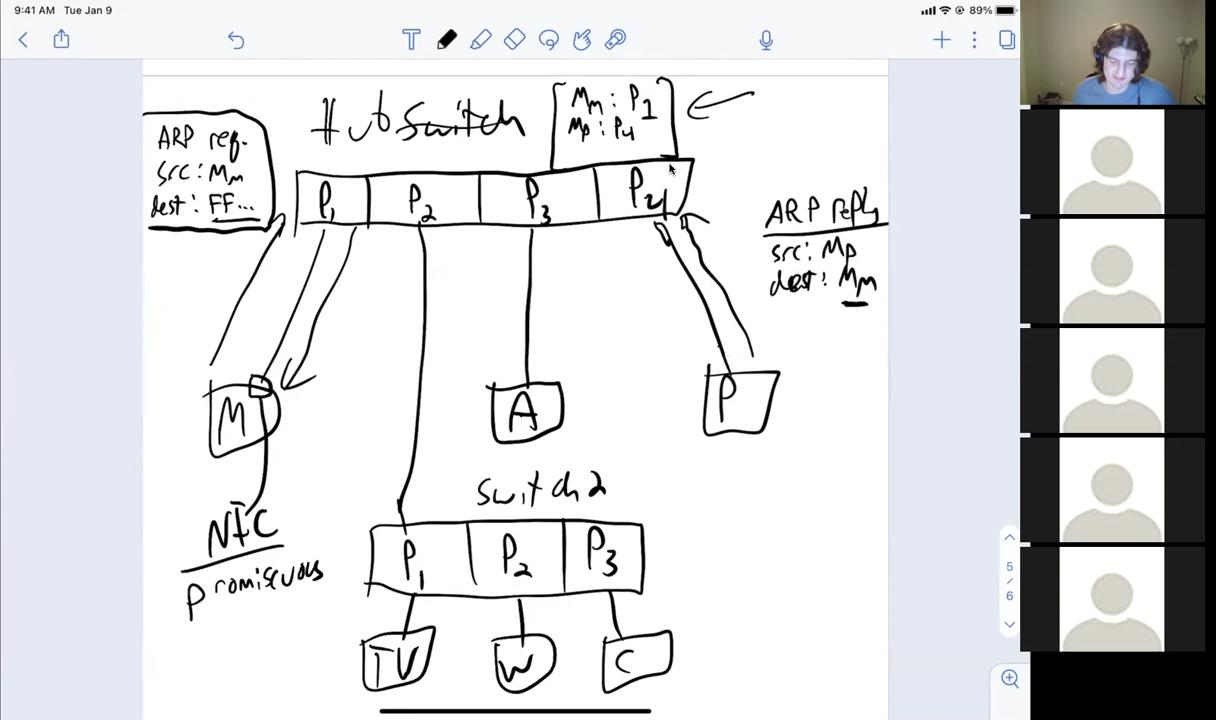 9:41 AM Tue Jan 9
89%
T
Hub Switch
Mm : P1
Mp : P4
ARP req.
src: Mm
dest: FF...
P1
P2
P3
P4
ARP reply
src: Mp
dest: Mm
M
A
P
Switch 2
NIC
promiscuous
P1
P2
P3
TV
W
C
5
/
6